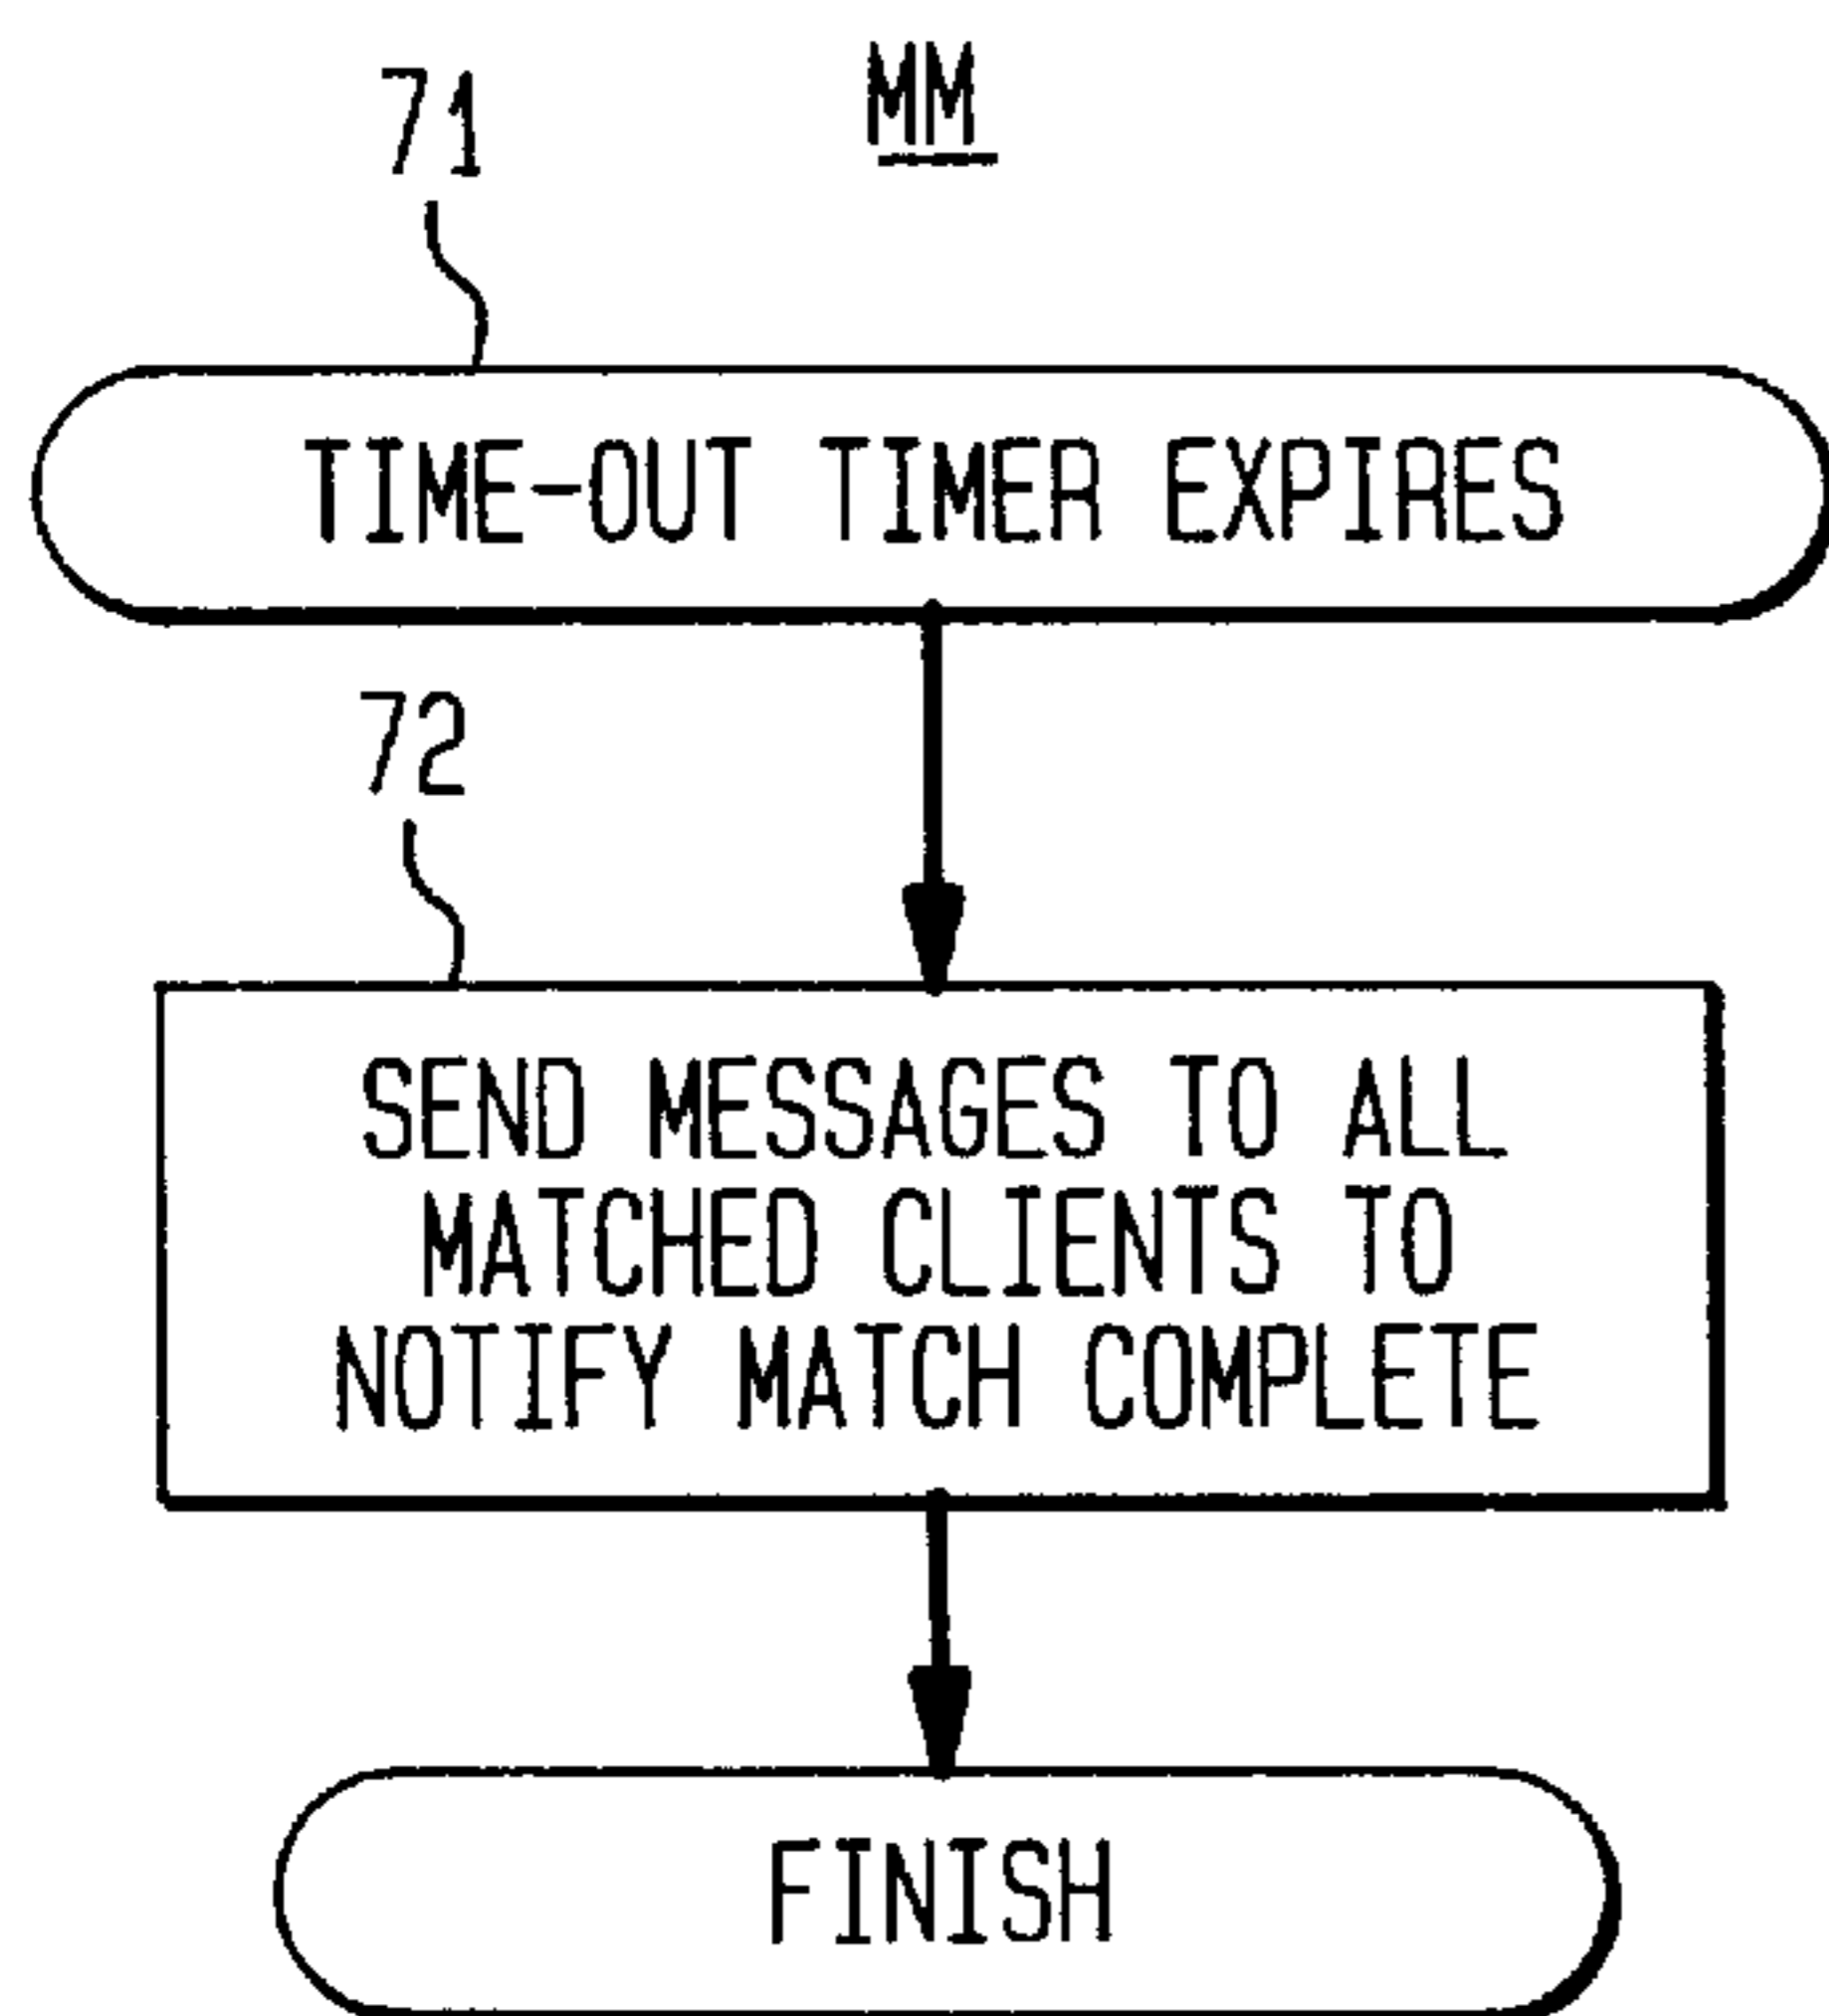 MM
71
TIME-OUT TIMER EXPIRES
72
SEND MESSAGES TO ALL
MATCHED CLIENTS TO
NOTIFY MATCH COMPLETE
FINISH